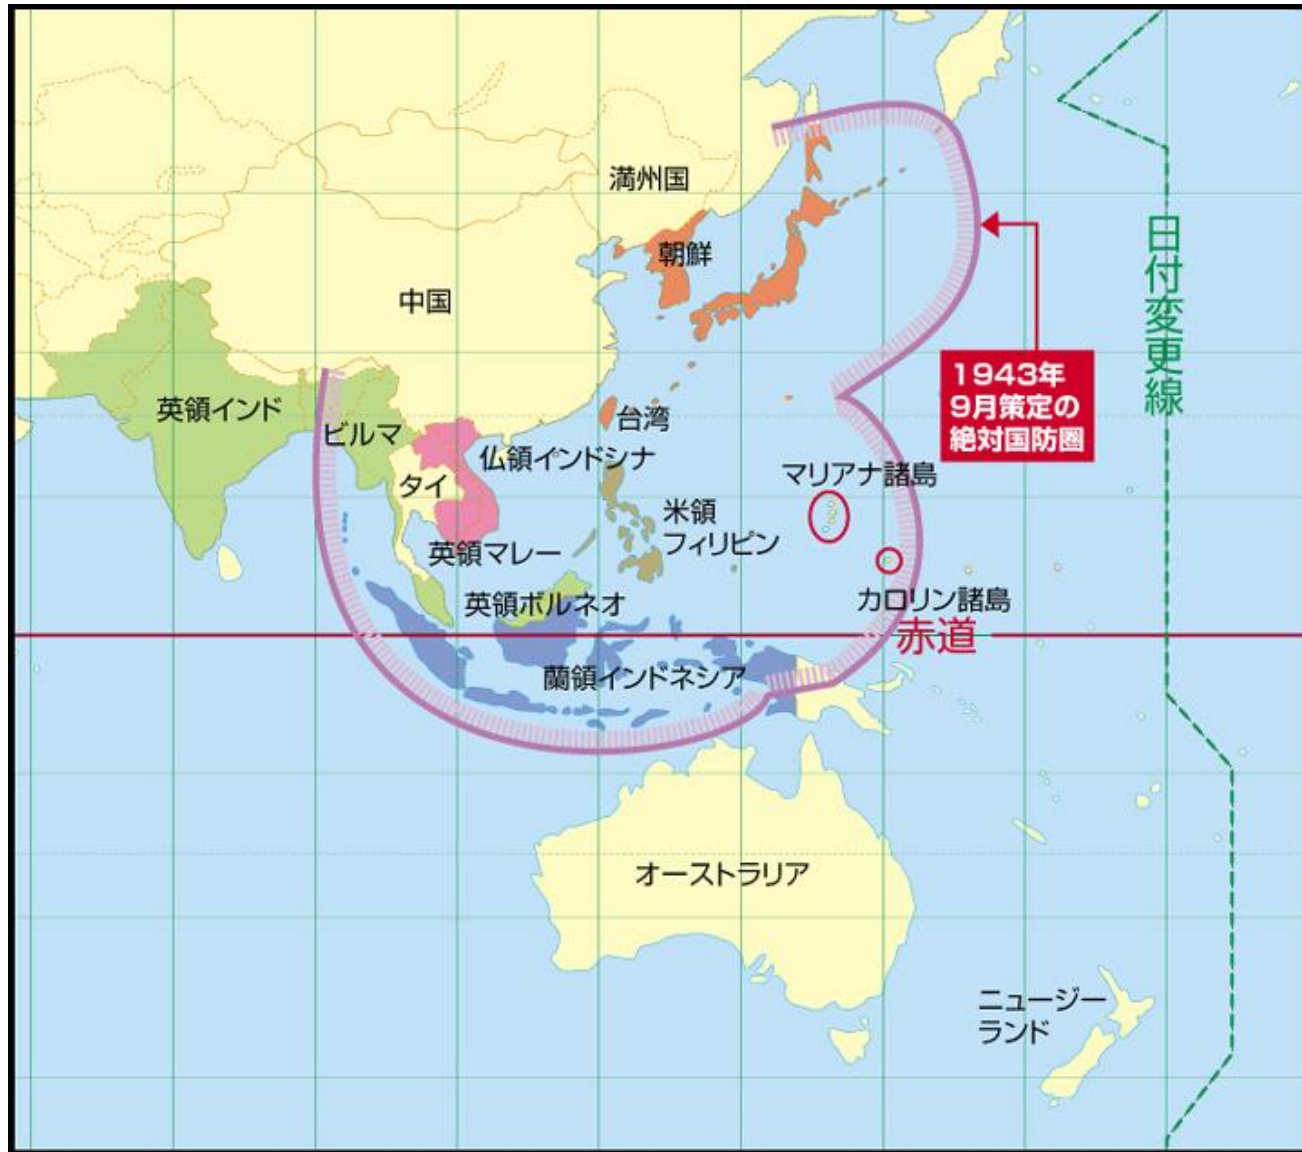 満州国
朝鮮
中国
日付変更線
1943年
9月策定の
絶対国防圏
英領インド
ビルマ
台湾
仏領インドシナ
タイ
マリアナ諸島
米領
フィリピン
英領マレー
英領ボルネオ
カロリン諸島
赤道
蘭領インドネシア
オーストラリア
ニュージー
ランド